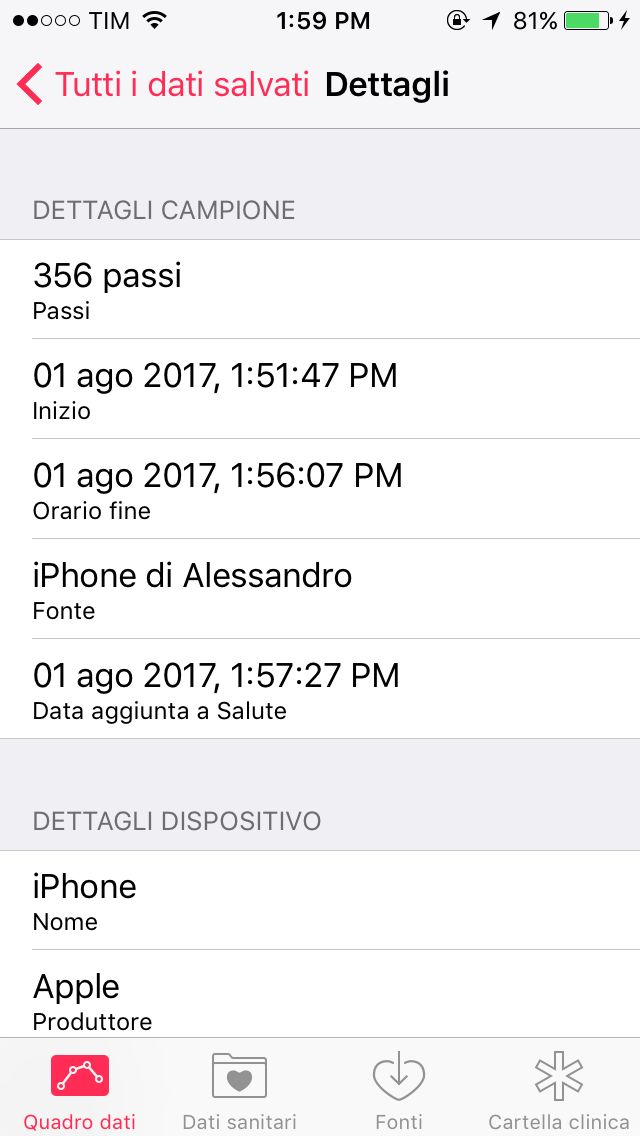 TIM 1:59 PM 81%
Tutti i dati salvati Dettagli
DETTAGLI CAMPIONE
356 passi
Passi
01 ago 2017, 1:51:47 PM
Inizio
01 ago 2017, 1:56:07 PM
Orario fine
iPhone di Alessandro
Fonte
01 ago 2017, 1:57:27 PM
Data aggiunta a Salute
DETTAGLI DISPOSITIVO
iPhone
Nome
Apple
Produttore
Quadro dati Dati sanitari Fonti Cartella clinica